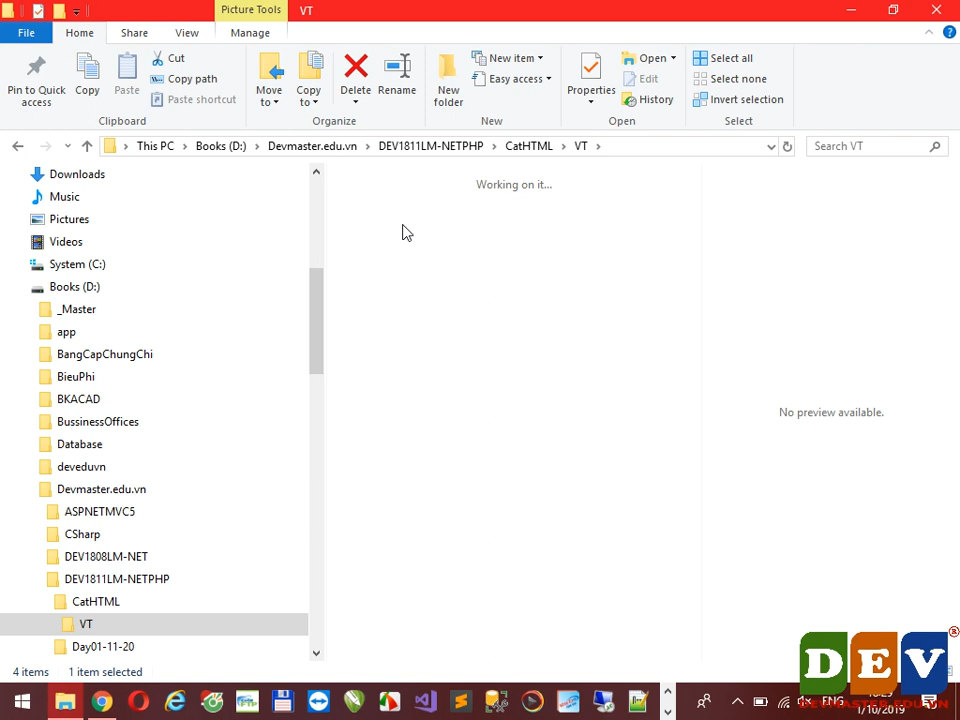 Picture Tools
VT
File
Home
Share
View
Manage
Pin to Quick access
Copy
Paste
Cut
Copy path
Paste shortcut
Clipboard
Move to
Copy to
Delete
Rename
Organize
New folder
New item
Easy access
New
Properties
Open
Edit
History
Open
Select all
Select none
Invert selection
Select
This PC > Books (D:) > Devmaster.edu.vn > DEV1811LM-NETPHP > CatHTML > VT >
Search VT
Downloads
Music
Pictures
Videos
System (C:)
Books (D:)
_Master
app
BangCapChungChi
BieuPhi
BKACAD
BussinessOffices
Database
deveduvn
Devmaster.edu.vn
ASPNETMVC5
CSharp
DEV1808LM-NET
DEV1811LM-NETPHP
CatHTML
VT
Day01-11-20
Working on it...
No preview available.
4 items
1 item selected
DEV®
DEVMASTER.EDU.VN
1/10/2019